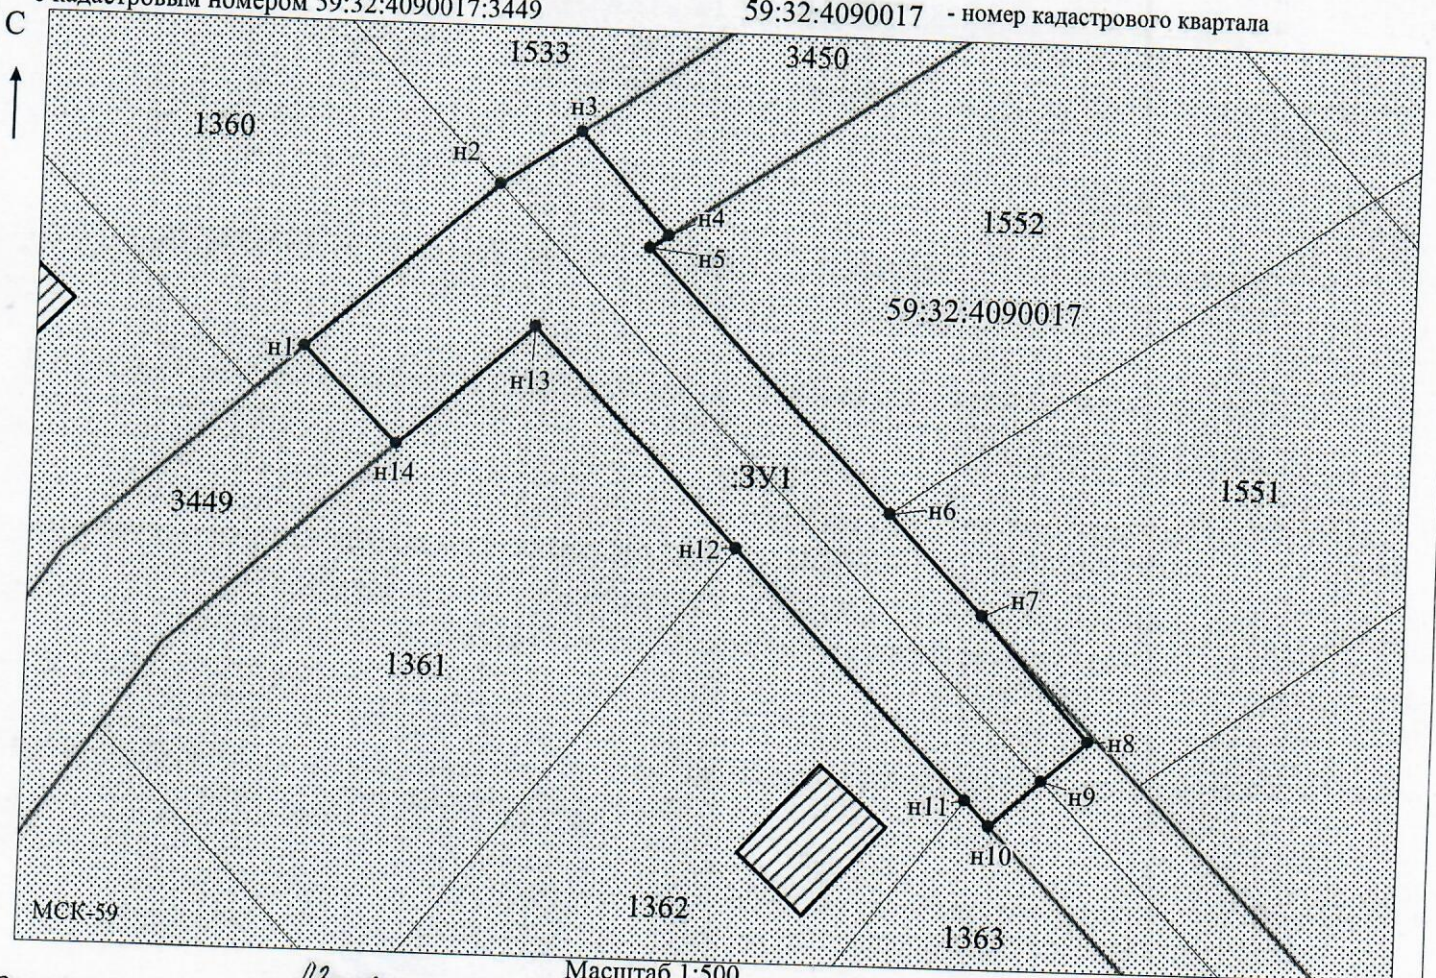 с кадастровым номером 59:32:4090017:3449
59:32:4090017 - номер кадастрового квартала
С
1533
3450
1360
н3
н2
н4
1552
н5
59:32:4090017
н1
н13
н14
.ЗУ1
1551
3449
н6
н12
н7
1361
н8
н9
н11
н10
1362
МСК-59
1363
Масштаб 1:500